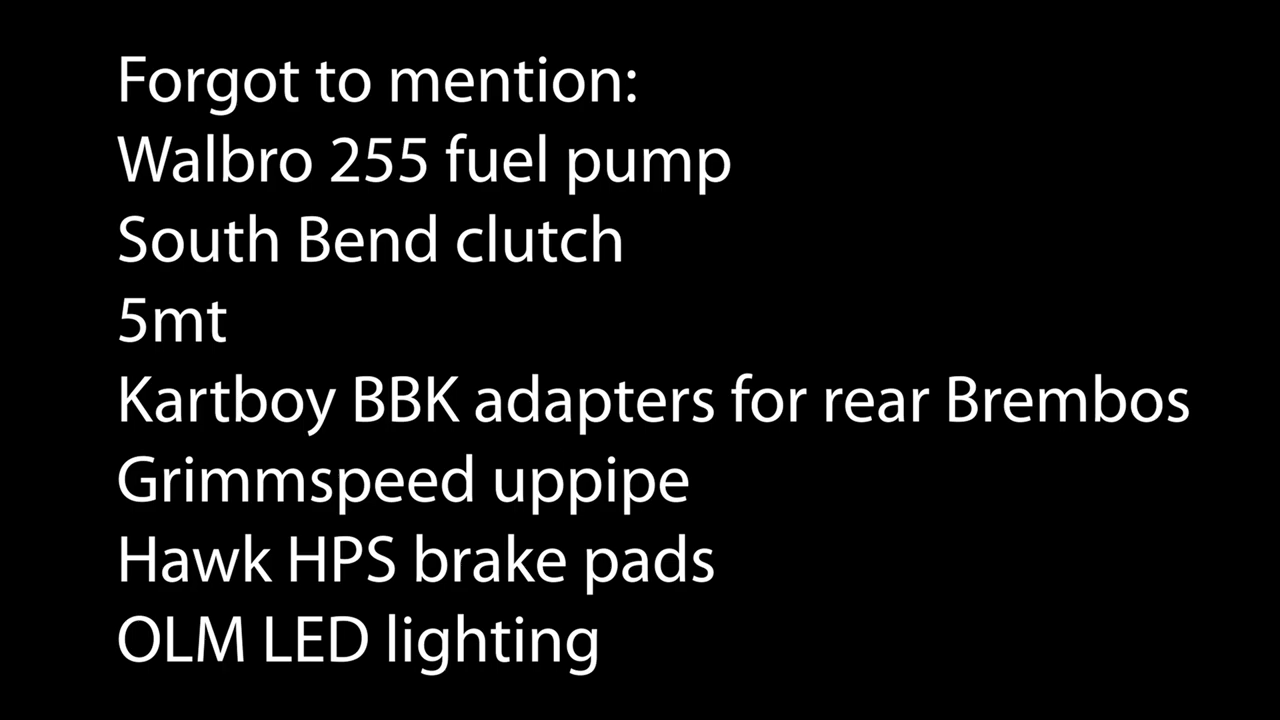 Forgot to mention:
Walbro 255 fuel pump
South Bend clutch
5mt
Kartboy BBK adapters for rear Brembos
Grimmspeed uppipe
Hawk HPS brake pads
OLM LED lighting